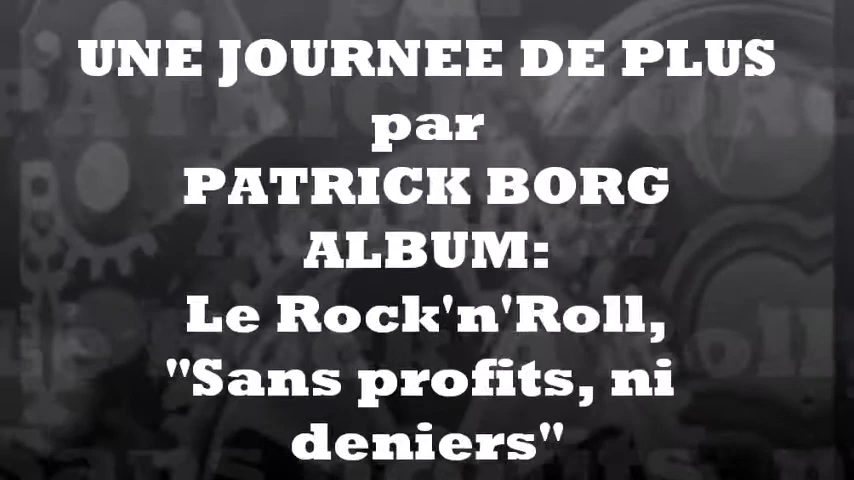 UNE JOURNEE DE PLUS
par
PATRICK BORG
ALBUM:
Le Rock'n'Roll,
"Sans profits, ni
deniers"